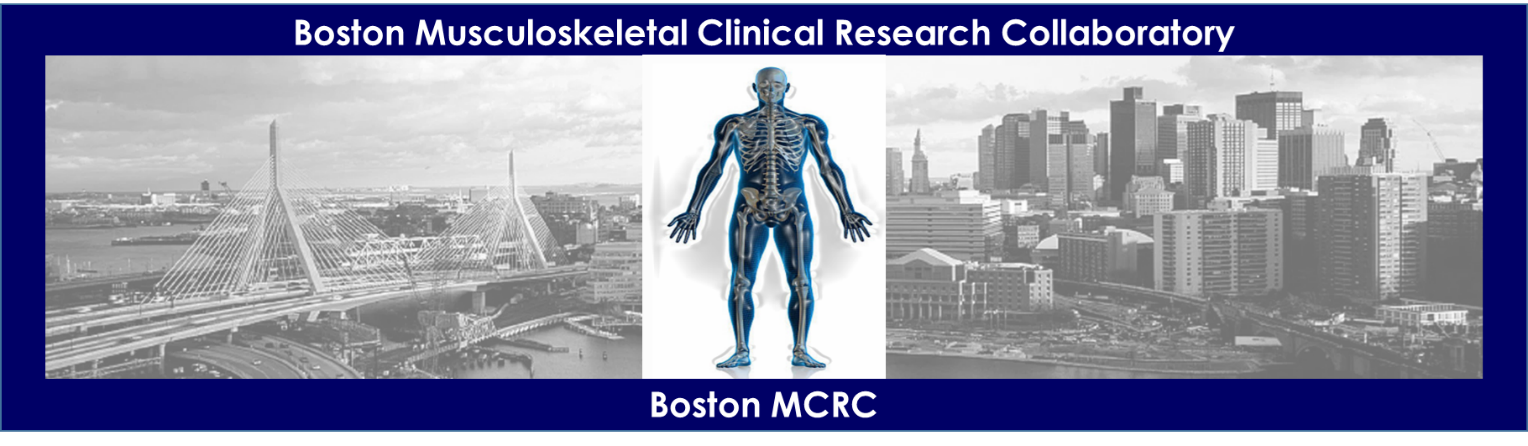 Boston Musculoskeletal Clinical Research Collaboratory
Boston MCRC